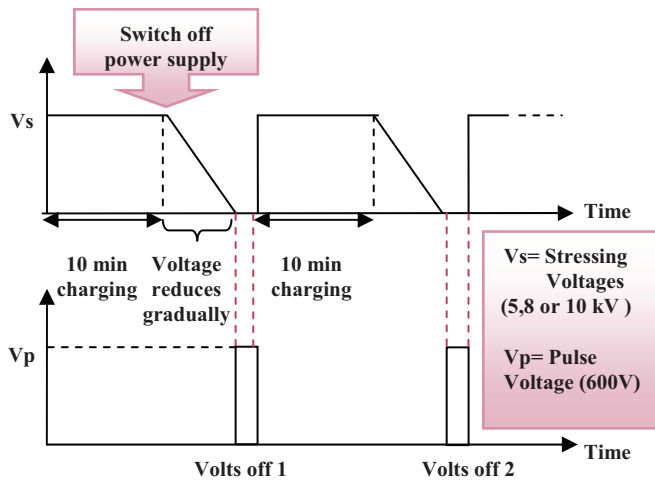 Switch off
power supply
Vs
Time
10 min
charging
Voltage
reduces
gradually
10 min
charging
Vs= Stressing
Voltages
(5,8 or 10 kV )
Vp= Pulse
Voltage (600V)
Vp
Time
Volts off 1
Volts off 2